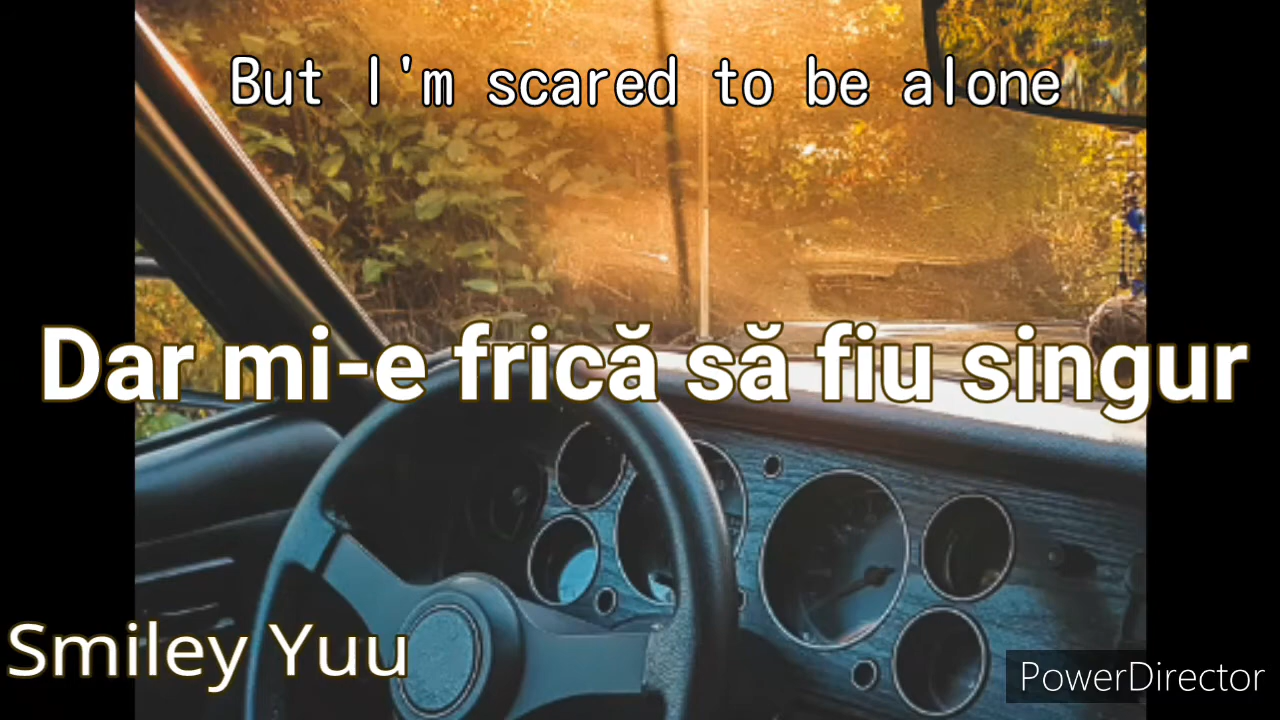 But I'm scared to be alone
Dar mi-e frică să fiu singur
Smiley Yuu
PowerDirector